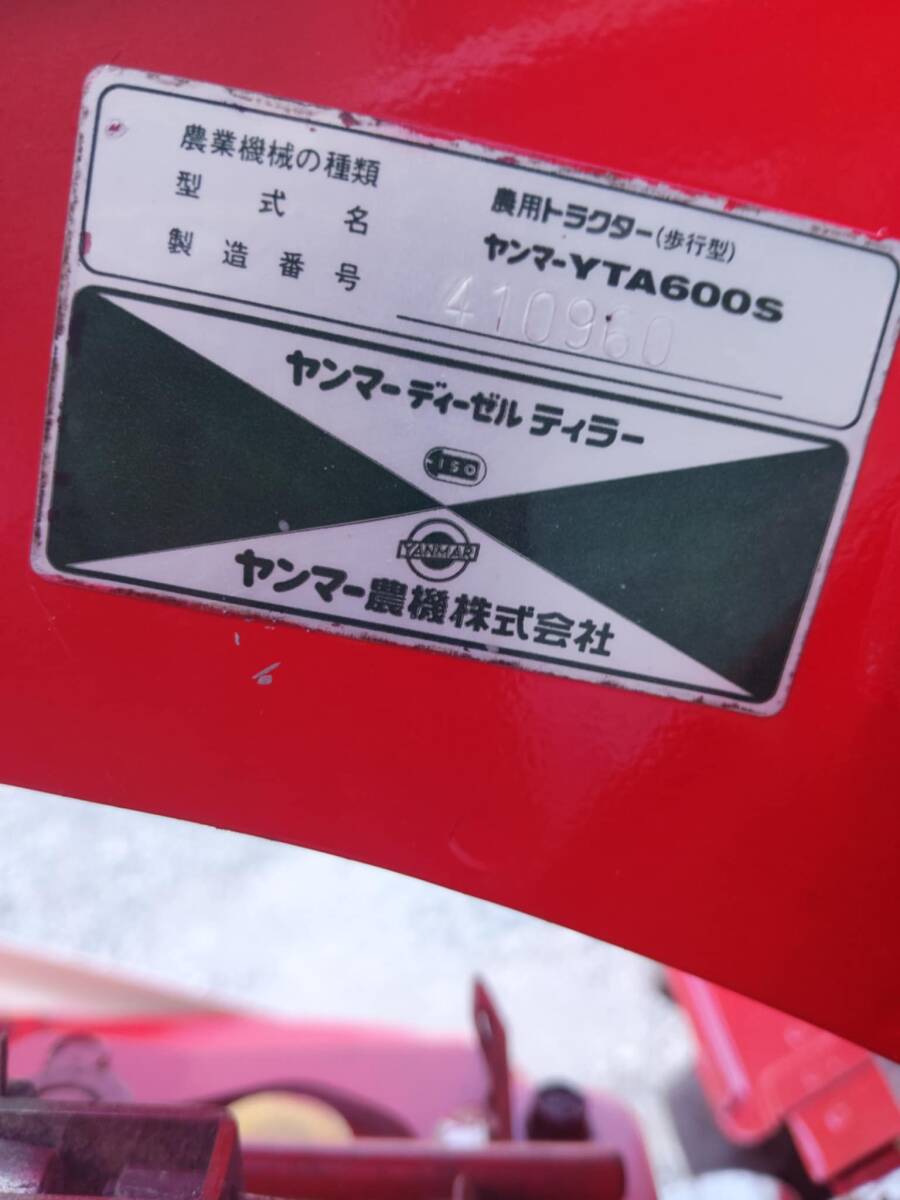 農業機械の種類 農用トラクター(歩行型)
型式名 ヤンマーYTA600S
製造番号 410960
ヤンマーディーゼル ティラー
ISO
YANMAR
ヤンマー農機株式会社